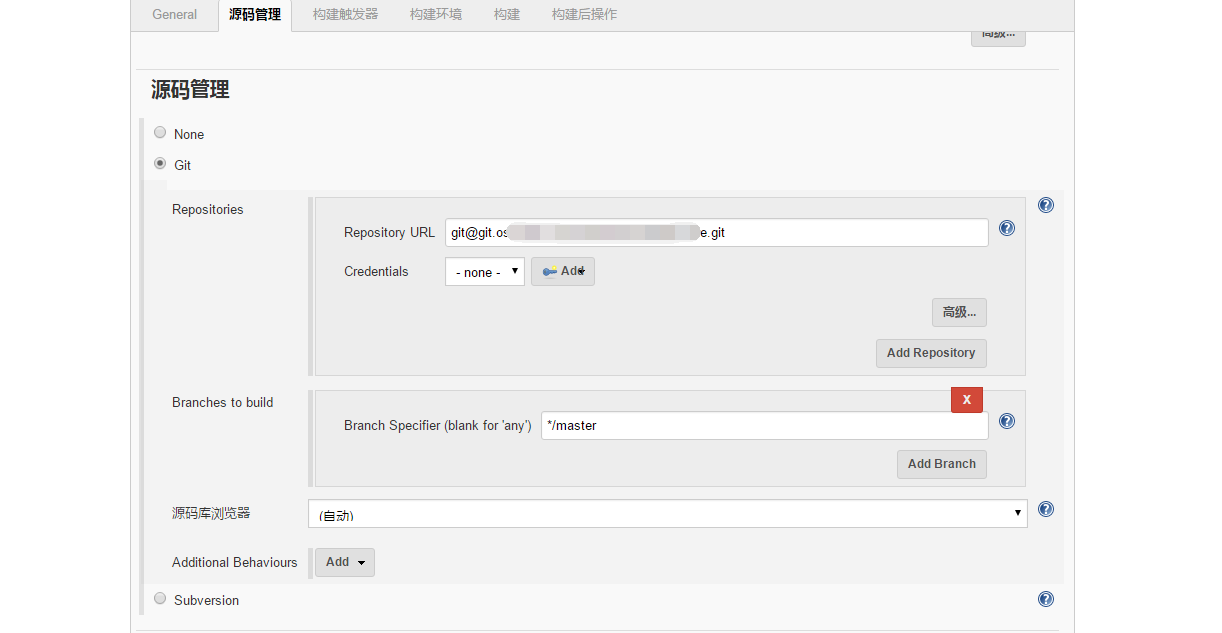 General 源码管理 构建触发器 构建环境 构建 构建后操作
高级...
源码管理
None
Git
Repositories
Repository URL git@git.os e.git
Credentials - none - Add
高级...
Add Repository
Branches to build
X
Branch Specifier (blank for 'any') */master
Add Branch
源码库浏览器 (自动)
Additional Behaviours Add
Subversion